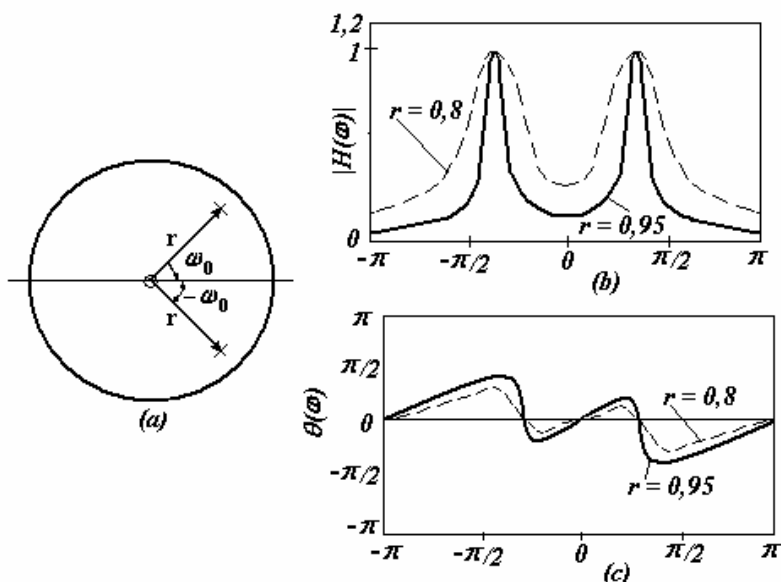 r
ω₀
-ω₀
r
(a)
1,2
1
|H(ϖ)|
r = 0,8
r = 0,95
0
-π -π/2 0 π/2 π
(b)
π
π/2
θ(ϖ)
0
-π/2
-π
r = 0,8
r = 0,95
-π -π/2 0 π/2 π
(c)